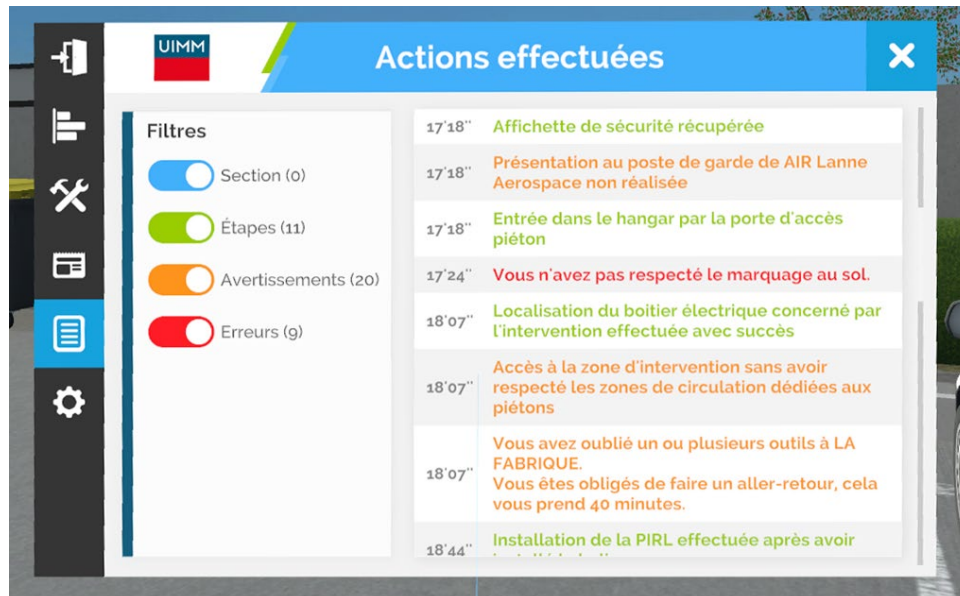 UIMM
Actions effectuées
Filtres
Section (0)
Étapes (11)
Avertissements (20)
Erreurs (9)
17'18'' Affichette de sécurité récupérée
17'18'' Présentation au poste de garde de AIR Lanne
Aerospace non réalisée
17'18'' Entrée dans le hangar par la porte d'accès
piéton
17'24'' Vous n'avez pas respecté le marquage au sol.
18'07'' Localisation du boitier électrique concerné par
l'intervention effectuée avec succès
18'07'' Accès à la zone d'intervention sans avoir
respecté les zones de circulation dédiées aux
piétons
18'07'' Vous avez oublié un ou plusieurs outils à LA
FABRIQUE.
Vous êtes obligés de faire un aller-retour, cela
vous prend 40 minutes.
18'44'' Installation de la PIRL effectuée après avoir